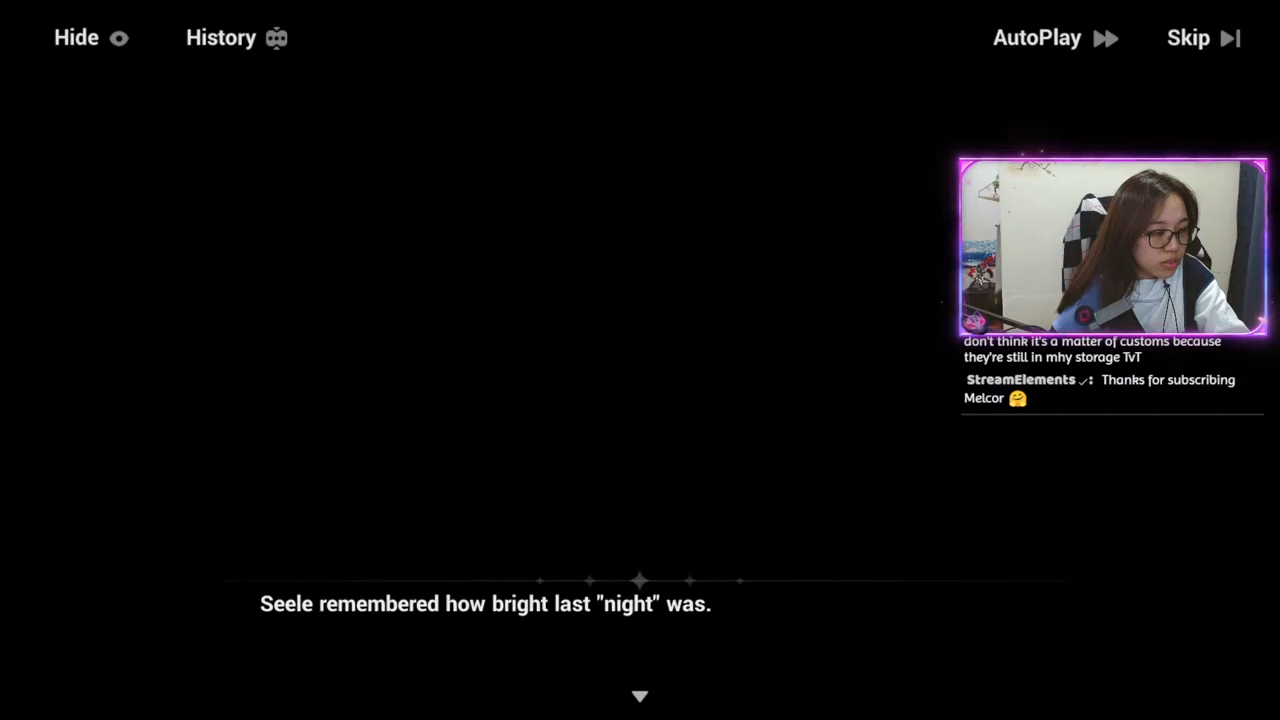 Hide
History
AutoPlay
Skip
don't think it's a matter of customs because
they're still in mhy storage TvT
StreamElements : Thanks for subscribing
Melcor 🤗
Seele remembered how bright last "night" was.